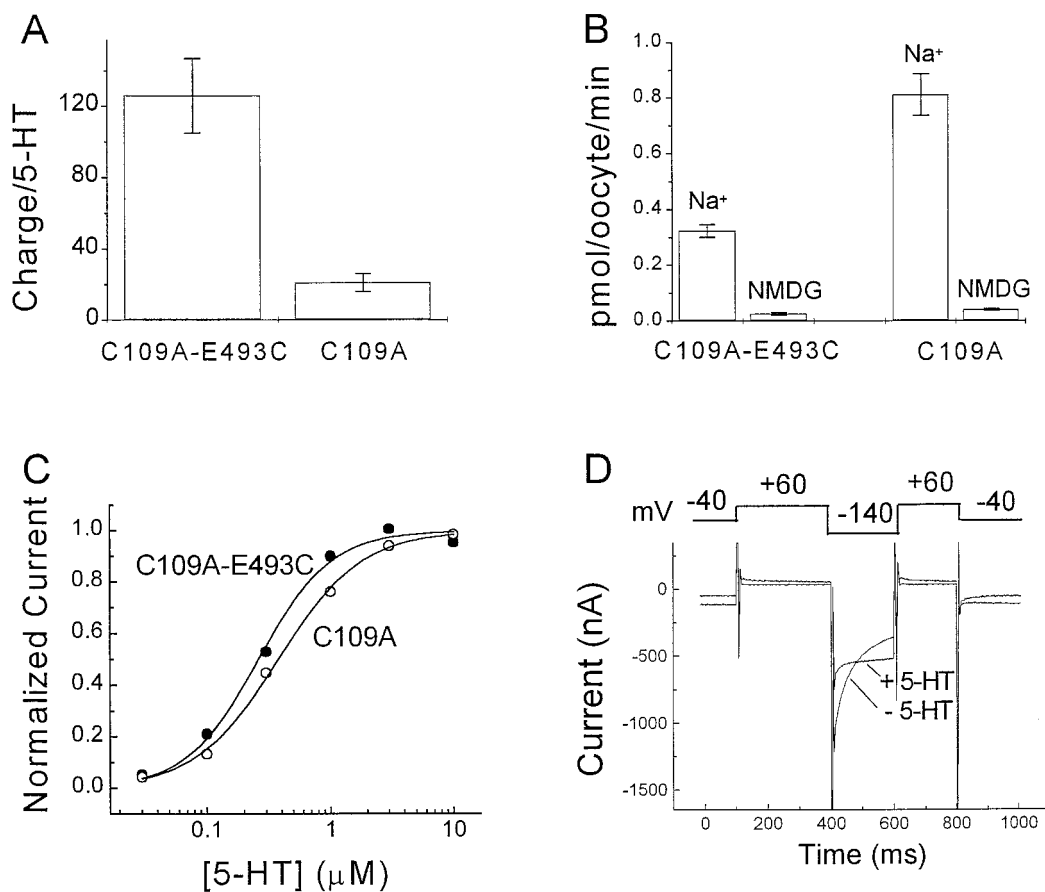 A
Charge/5-HT
120
80
40
0
C109A-E493C
C109A
B
pmol/oocyte/min
1.0
0.8
0.6
0.4
0.2
0.0
Na⁺
NMDG
Na⁺
NMDG
C109A-E493C
C109A
C
Normalized Current
1.0
0.8
0.6
0.4
0.2
0.0
C109A-E493C
C109A
0.1
1
10
[5-HT] (μM)
D
mV
-40
+60
-140
+60
-40
Current (nA)
0
-500
-1000
-1500
+ 5-HT
- 5-HT
0
200
400
600
800
1000
Time (ms)